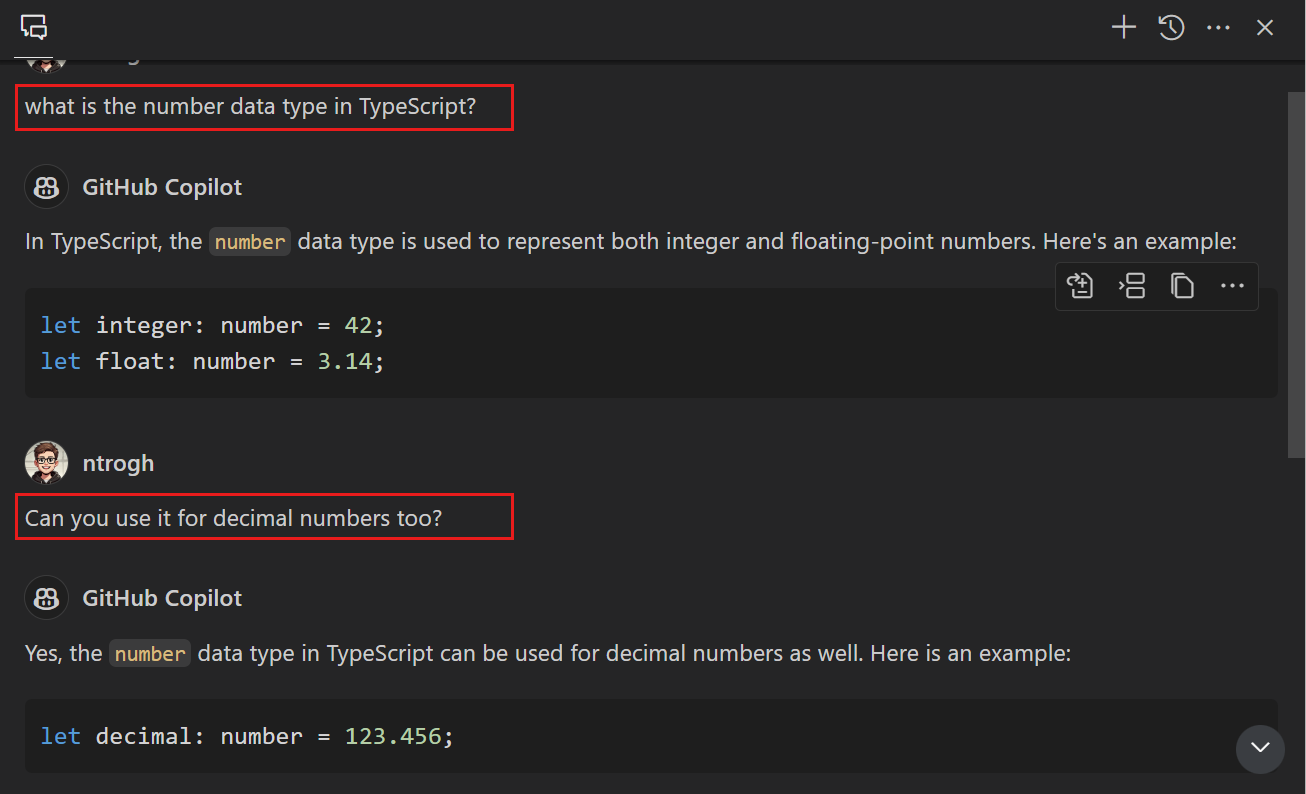 what is the number data type in TypeScript?
GitHub Copilot
In TypeScript, the number data type is used to represent both integer and floating-point numbers. Here's an example:
let integer: number = 42;
let float: number = 3.14;
ntrogh
Can you use it for decimal numbers too?
GitHub Copilot
Yes, the number data type in TypeScript can be used for decimal numbers as well. Here is an example:
let decimal: number = 123.456;